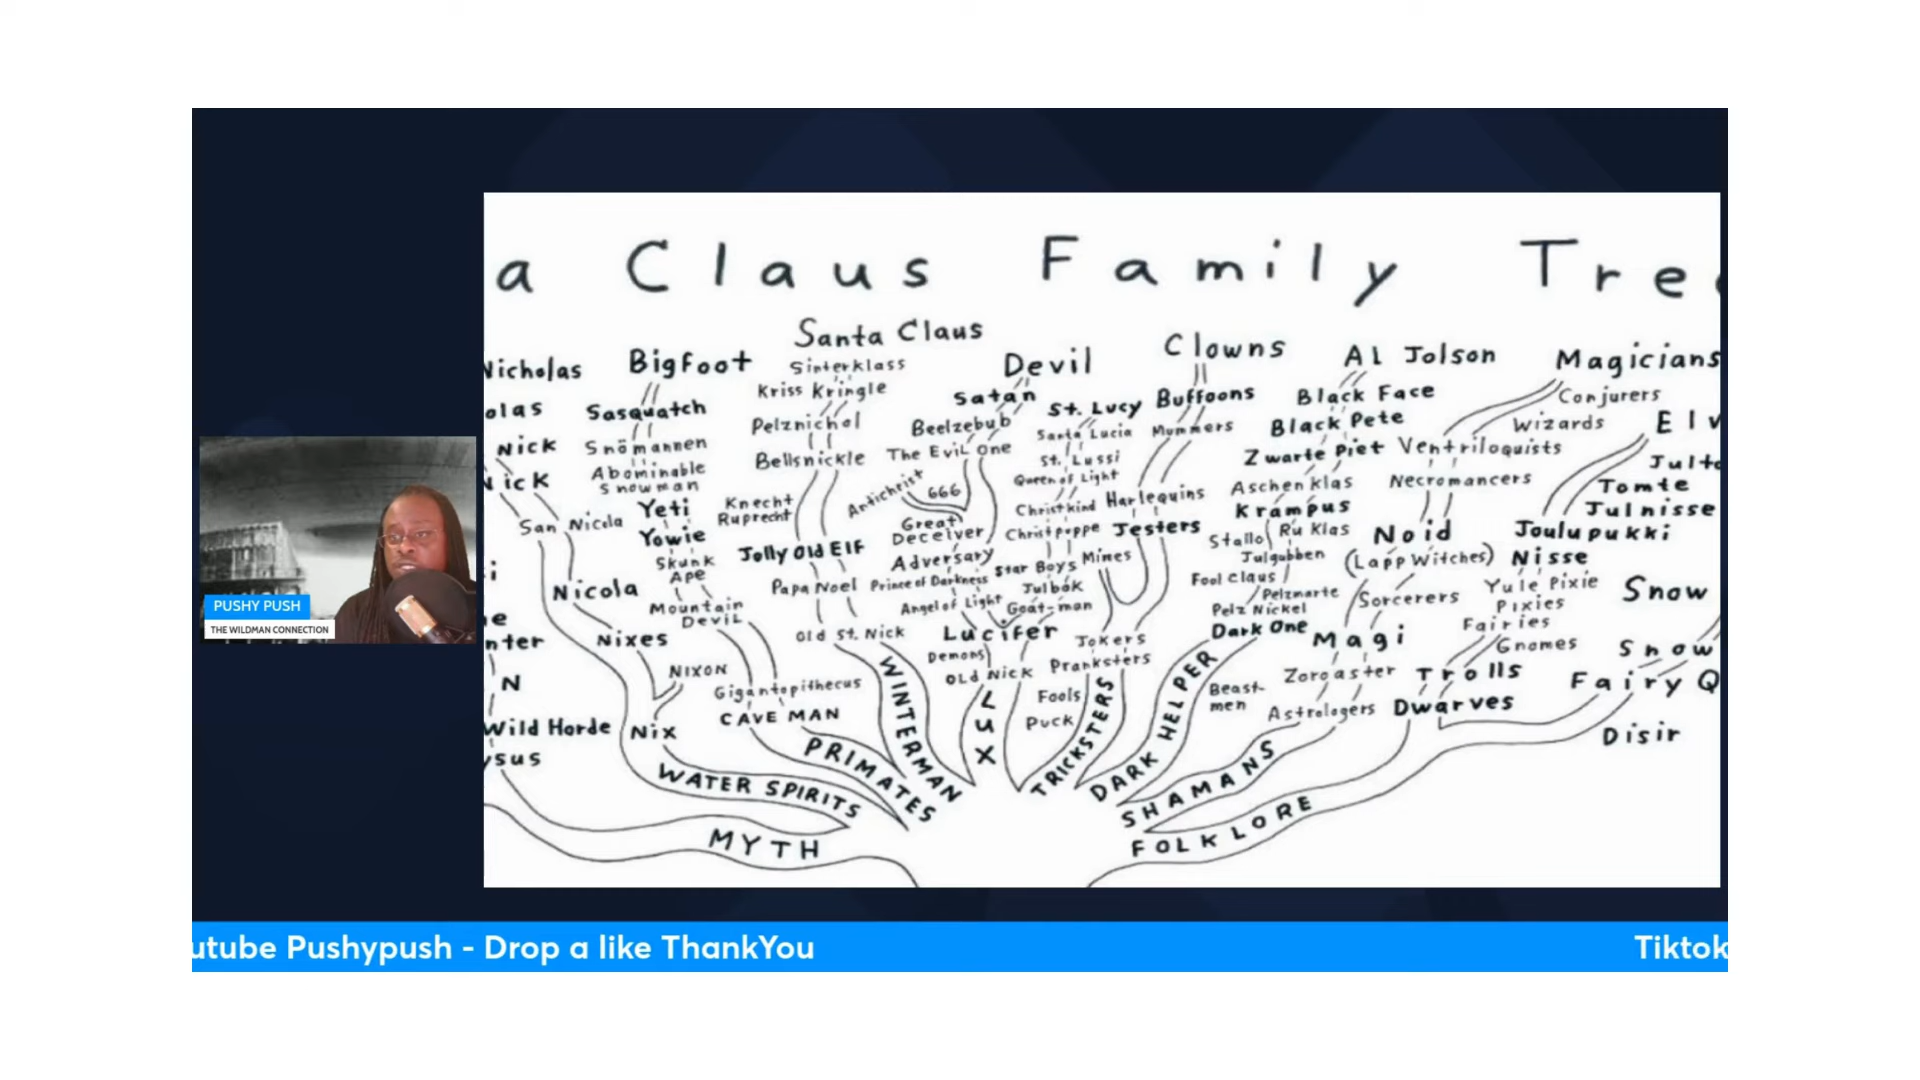 a Claus Family Tre
Santa Claus
Sinterklass
Kriss Kringle
Pelznichol
Bellsnickle
Knecht
Ruprecht
Jolly Old Elf
Papa Noel
Old St. Nick
WINTERMAN
Nicholas
olas
Nick
Nick
San Nicola
Nicola
Nixes
NIXON
Nix
WATER SPIRITS
i
e
nter
N
Wild Horde
ysus
MYTH
Bigfoot
Sasquatch
Snömannen
Abominable
Snowman
Yeti
Yowie
Skunk
Ape
Mountain
Devil
Gigantopithecus
CAVE MAN
PRIMATES
Devil
Satan
Beelzebub
The Evil One
Antichrist
666
Great
Deceiver
Adversary
Prince of Darkness
Angel of Light
Lucifer
Demons
Old Nick
LUX
St. Lucy
Santa Lucia
St. Lussi
Queen of Light
Christkind
Christpoppe
Star Boys
Julbok
Goat-man
Clowns
Buffoons
Mummers
Harlequins
Jesters
Mimes
Jokers
Pranksters
Fools
Puck
TRICKSTERS
Al Jolson
Black Face
Black Pete
Zwarte Piet
Aschenklas
Krampus
Stallo
Ru Klas
Julgubben
Fool Claus
Pelzmarte
Pelz Nickel
Dark One
DARK HELPER
Magicians
Conjurers
Wizards
Ventriloquists
Necromancers
Noid
(Lapp Witches)
Sorcerers
Magi
Zoroaster
Beast-
men
Astrologers
SHAMANS
Elv
Julto
Tomte
Julnisse
Joulupukki
Nisse
Yule Pixie
Pixies
Fairies
Gnomes
Trolls
Dwarves
Snow
Snow
Fairy Q
Disir
FOLKLORE
PUSHY PUSH
THE WILDMAN CONNECTION
utube Pushypush - Drop a like ThankYou
Tiktok